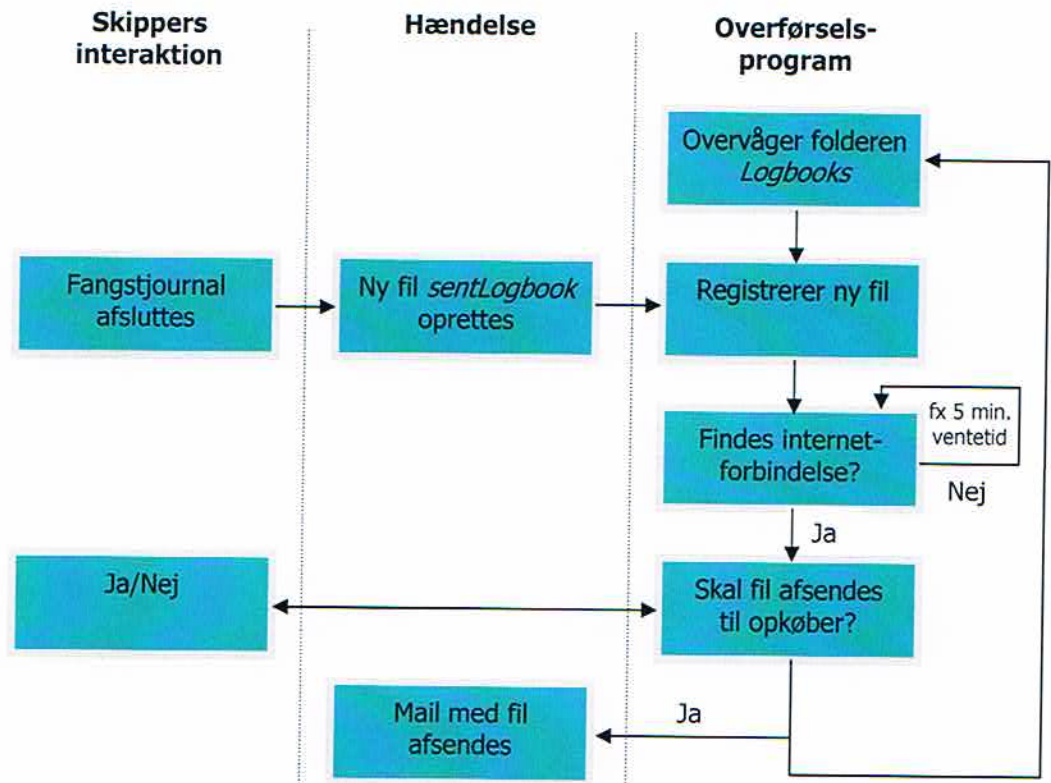 Skippers
interaktion
Hændelse
Overførsels-
program
Overvåger folderen
Logbooks
Fangstjournal
afsluttes
Ny fil sentLogbook
oprettes
Registrerer ny fil
fx 5 min.
ventetid
Findes internet-
forbindelse?
Nej
Ja
Ja/Nej
Skal fil afsendes
til opkøber?
Mail med fil
afsendes
Ja